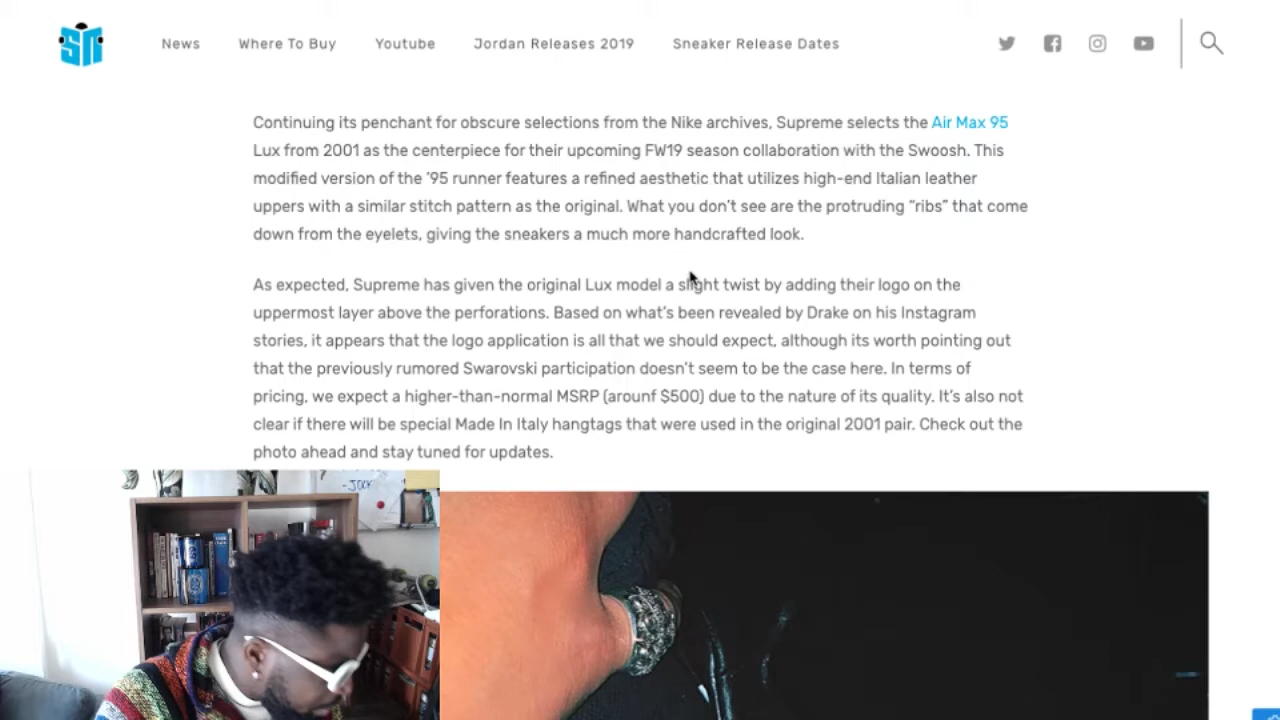 News Where To Buy Youtube Jordan Releases 2019 Sneaker Release Dates
Continuing its penchant for obscure selections from the Nike archives, Supreme selects the Air Max 95
Lux from 2001 as the centerpiece for their upcoming FW19 season collaboration with the Swoosh. This
modified version of the ’95 runner features a refined aesthetic that utilizes high-end Italian leather
uppers with a similar stitch pattern as the original. What you don’t see are the protruding “ribs” that come
down from the eyelets, giving the sneakers a much more handcrafted look.
As expected, Supreme has given the original Lux model a slight twist by adding their logo on the
uppermost layer above the perforations. Based on what’s been revealed by Drake on his Instagram
stories, it appears that the logo application is all that we should expect, although its worth pointing out
that the previously rumored Swarovski participation doesn’t seem to be the case here. In terms of
pricing, we expect a higher-than-normal MSRP (arounf $500) due to the nature of its quality. It’s also not
clear if there will be special Made In Italy hangtags that were used in the original 2001 pair. Check out the
photo ahead and stay tuned for updates.